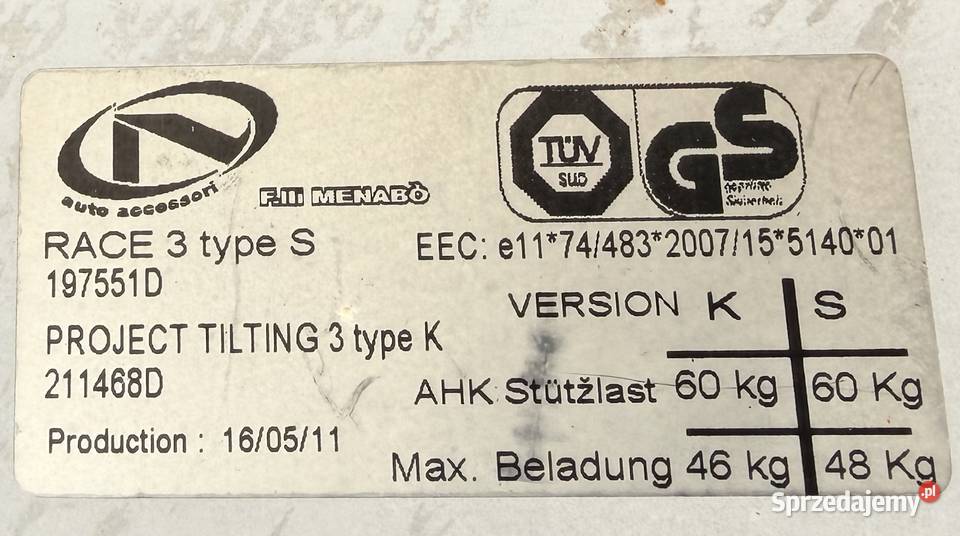 auto accessori
F.lli MENABÒ
TÜV
SÜD
GS
geprüfte
Sicherheit
RACE 3 type S
197551D
EEC: e11*74/483*2007/15*5140*01
PROJECT TILTING 3 type K
211468D
Production : 16/05/11
VERSION K S
AHK Stützlast 60 kg 60 Kg
Max. Beladung 46 kg 48 Kg
Sprzedajemy.pl